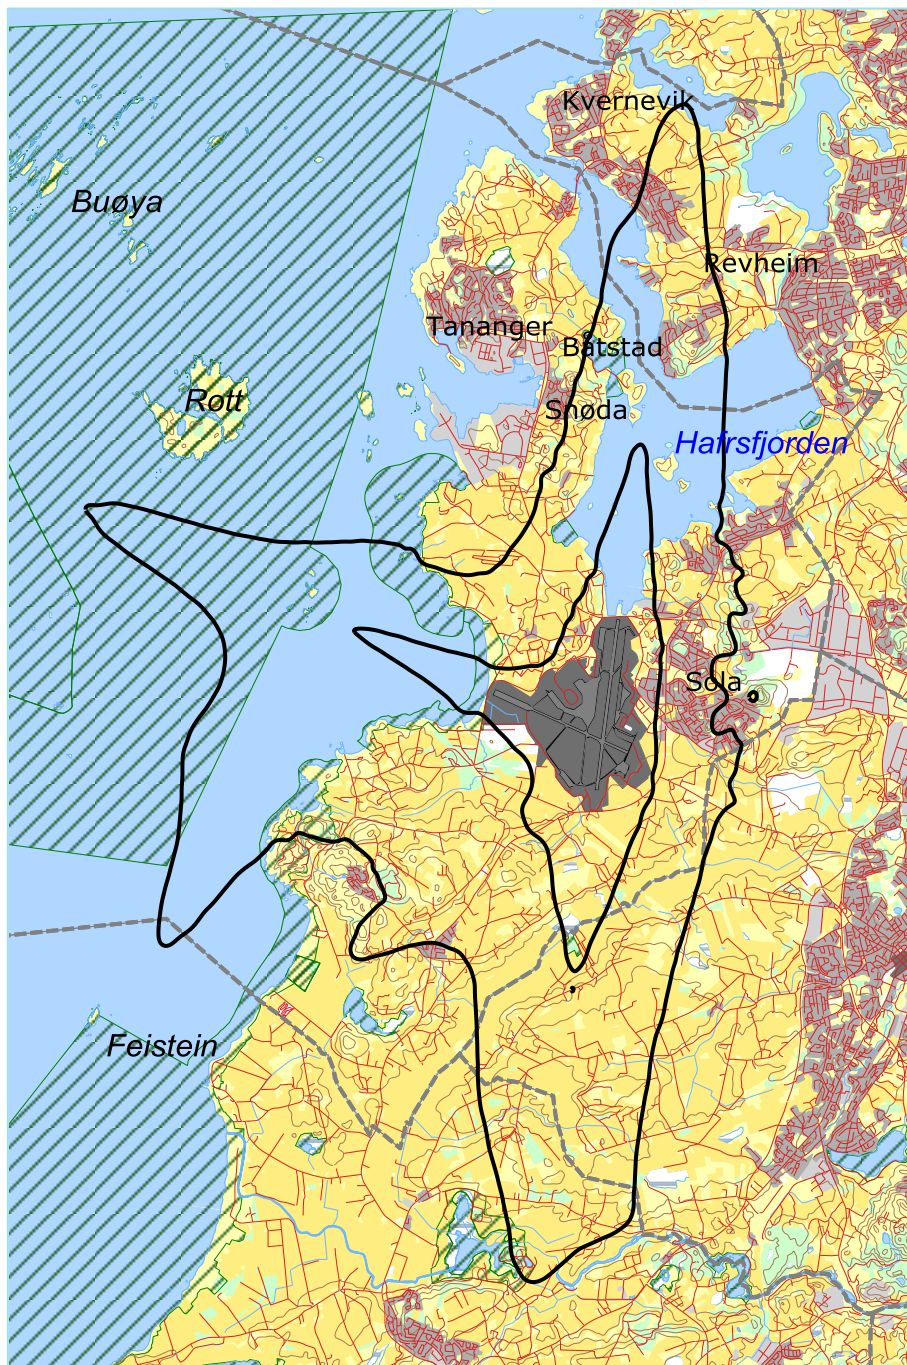 Kvernevik
Buøya
Revheim
Tananger
Båtstad
Rott
Snøda
Hafrsfjorden
Sola
Feistein